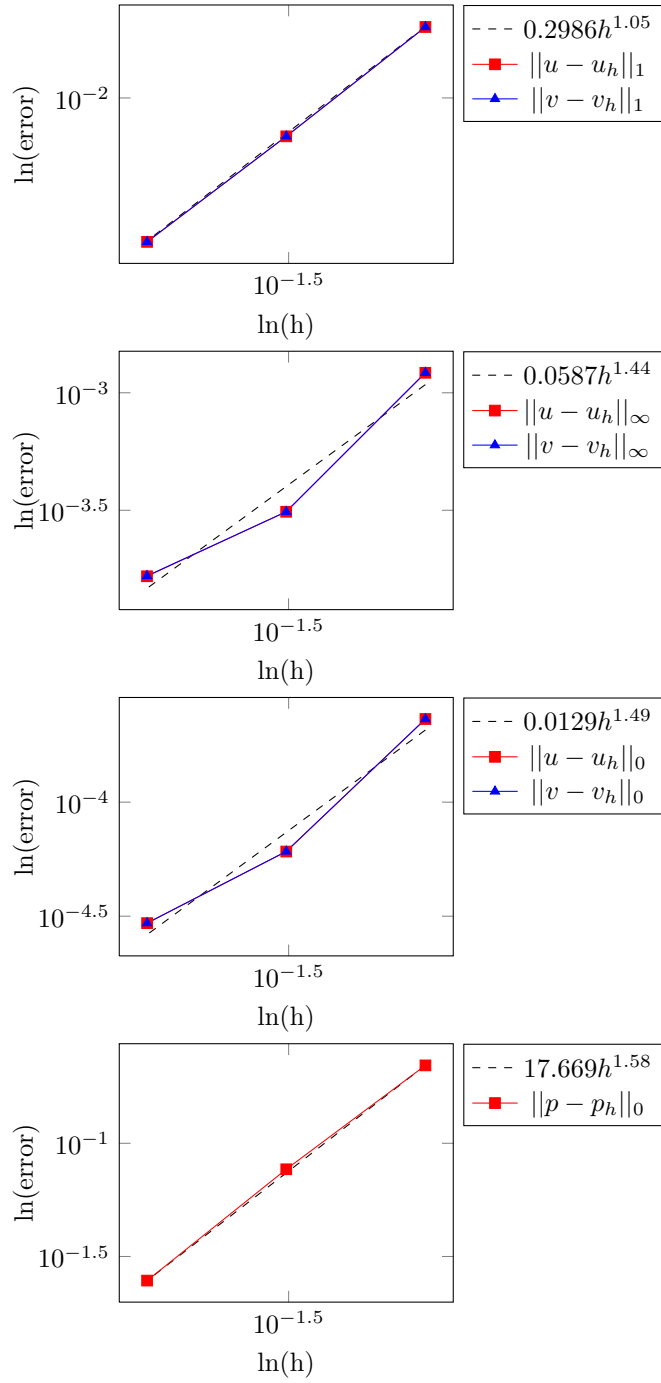 0.2986h^{1.05}
||u − u_h||_1
||v − v_h||_1
10^{−2}
ln(error)
10^{−1.5}
ln(h)
0.0587h^{1.44}
||u − u_h||_∞
||v − v_h||_∞
10^{−3}
10^{−3.5}
ln(error)
10^{−1.5}
ln(h)
0.0129h^{1.49}
||u − u_h||_0
||v − v_h||_0
10^{−4}
10^{−4.5}
ln(error)
10^{−1.5}
ln(h)
17.669h^{1.58}
||p − p_h||_0
10^{−1}
10^{−1.5}
ln(error)
10^{−1.5}
ln(h)